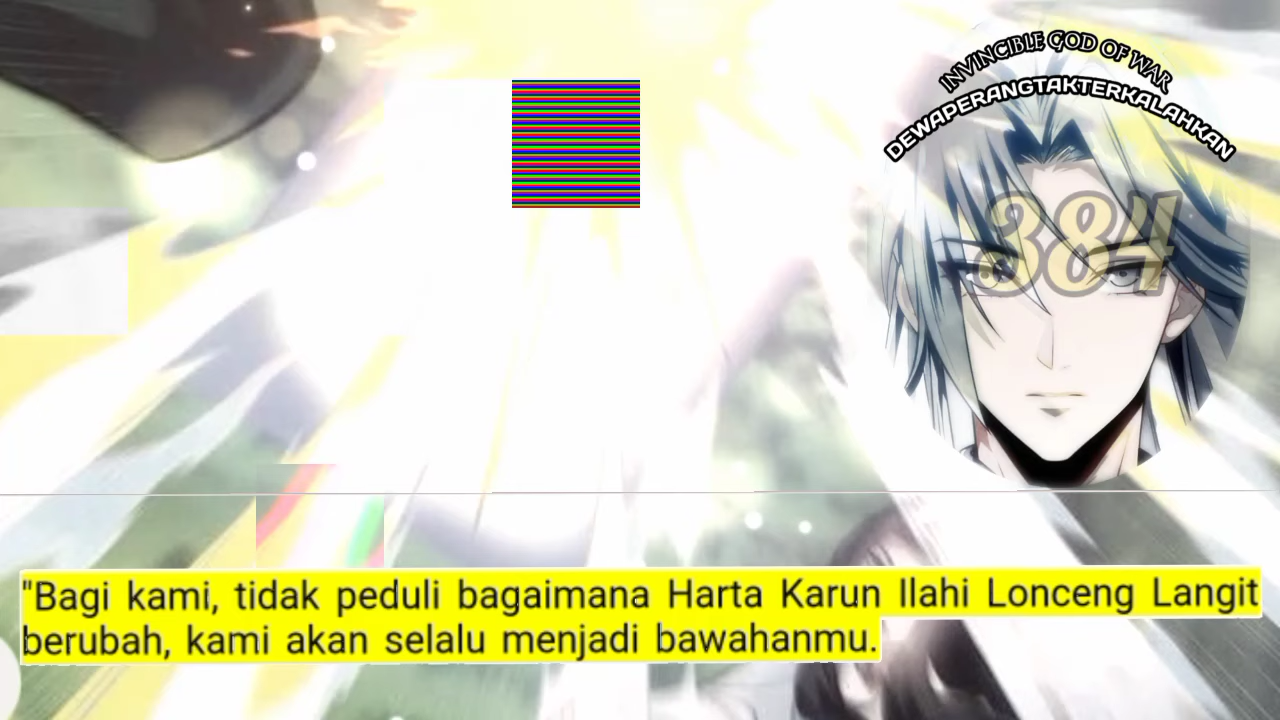 INVINCIBLE GOD OF WAR
DEWAPERANGTAKTERKALAHKAN
384
"Bagi kami, tidak peduli bagaimana Harta Karun Ilahi Lonceng Langit
berubah, kami akan selalu menjadi bawahanmu.